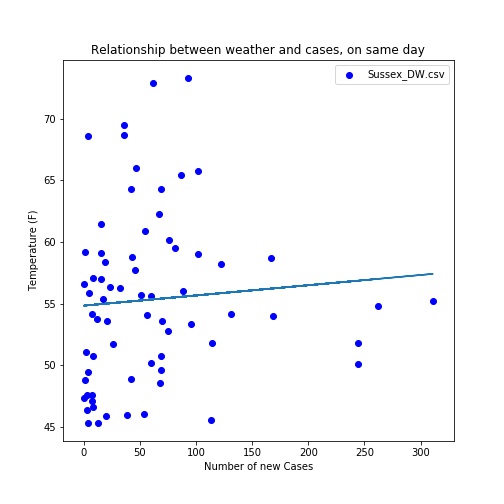 Relationship between weather and cases, on same day
Sussex_DW.csv
70
65
60
55
50
45
Temperature (F)
0 50 100 150 200 250 300
Number of new Cases